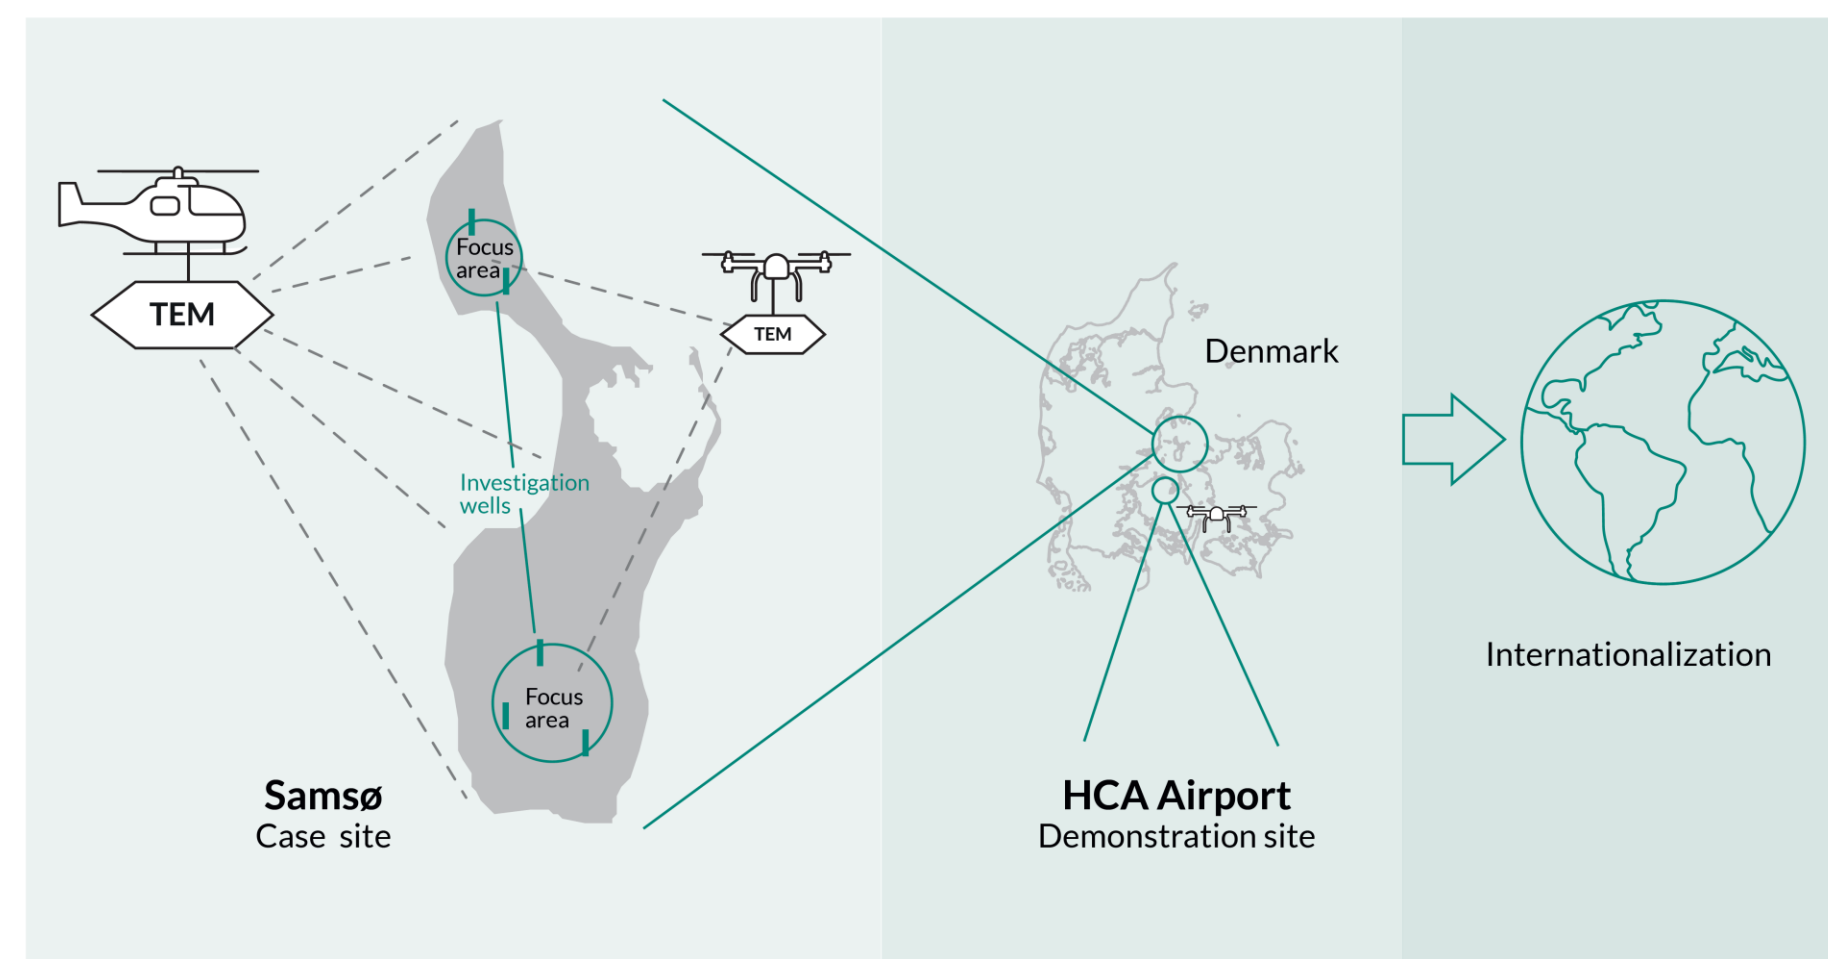 TEM
Focus
area
TEM
Investigation
wells
Focus
area
Samsø
Case site
Denmark
HCA Airport
Demonstration site
Internationalization